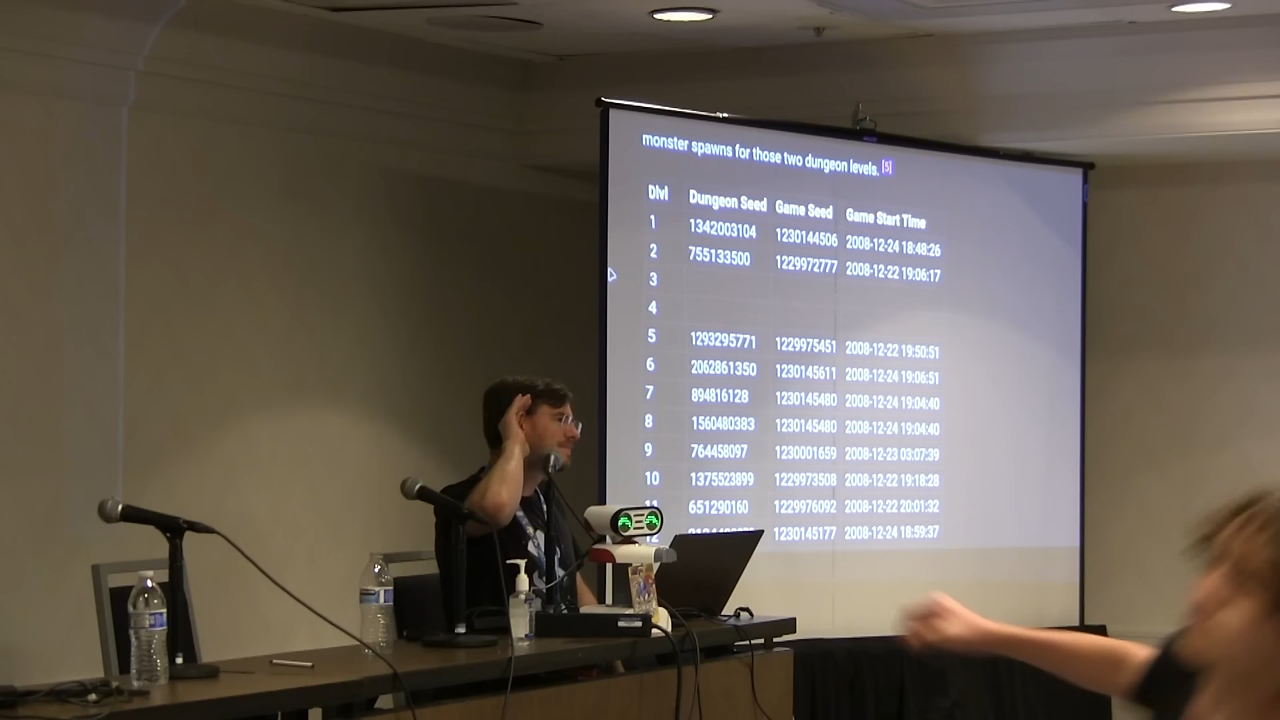 monster spawns for those two dungeon levels. [5]
Dlvl Dungeon Seed Game Seed Game Start Time
1 1342003104 1230144506 2008-12-24 18:48:26
2 755133500 1229972777 2008-12-22 19:06:17
3
4
5 1293295771 1229975451 2008-12-22 19:50:51
6 2062861350 1230145611 2008-12-24 19:06:51
7 894816128 1230145480 2008-12-24 19:04:40
8 1560480383 1230145480 2008-12-24 19:04:40
9 764458097 1230001659 2008-12-23 03:07:39
10 1375523899 1229973508 2008-12-22 19:18:28
11 651290160 1229976092 2008-12-22 20:01:32
12 1230145177 2008-12-24 18:59:37